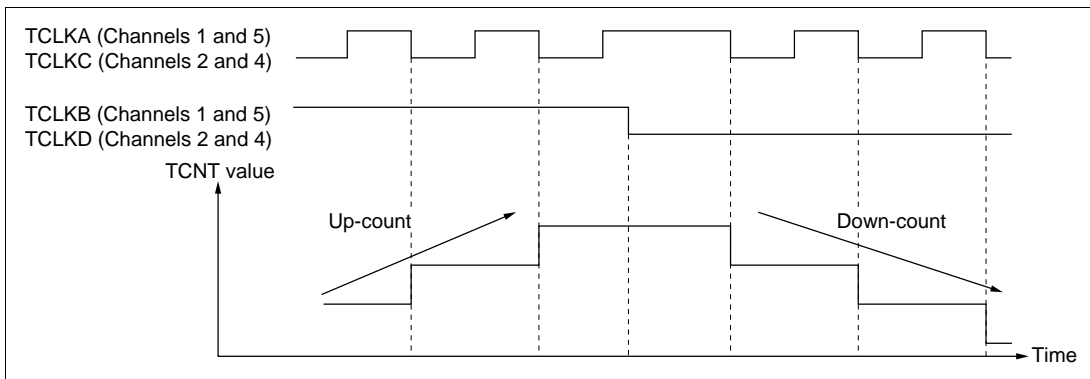 TCLKA (Channels 1 and 5)
TCLKC (Channels 2 and 4)
TCLKB (Channels 1 and 5)
TCLKD (Channels 2 and 4)
TCNT value
Up-count
Down-count
Time